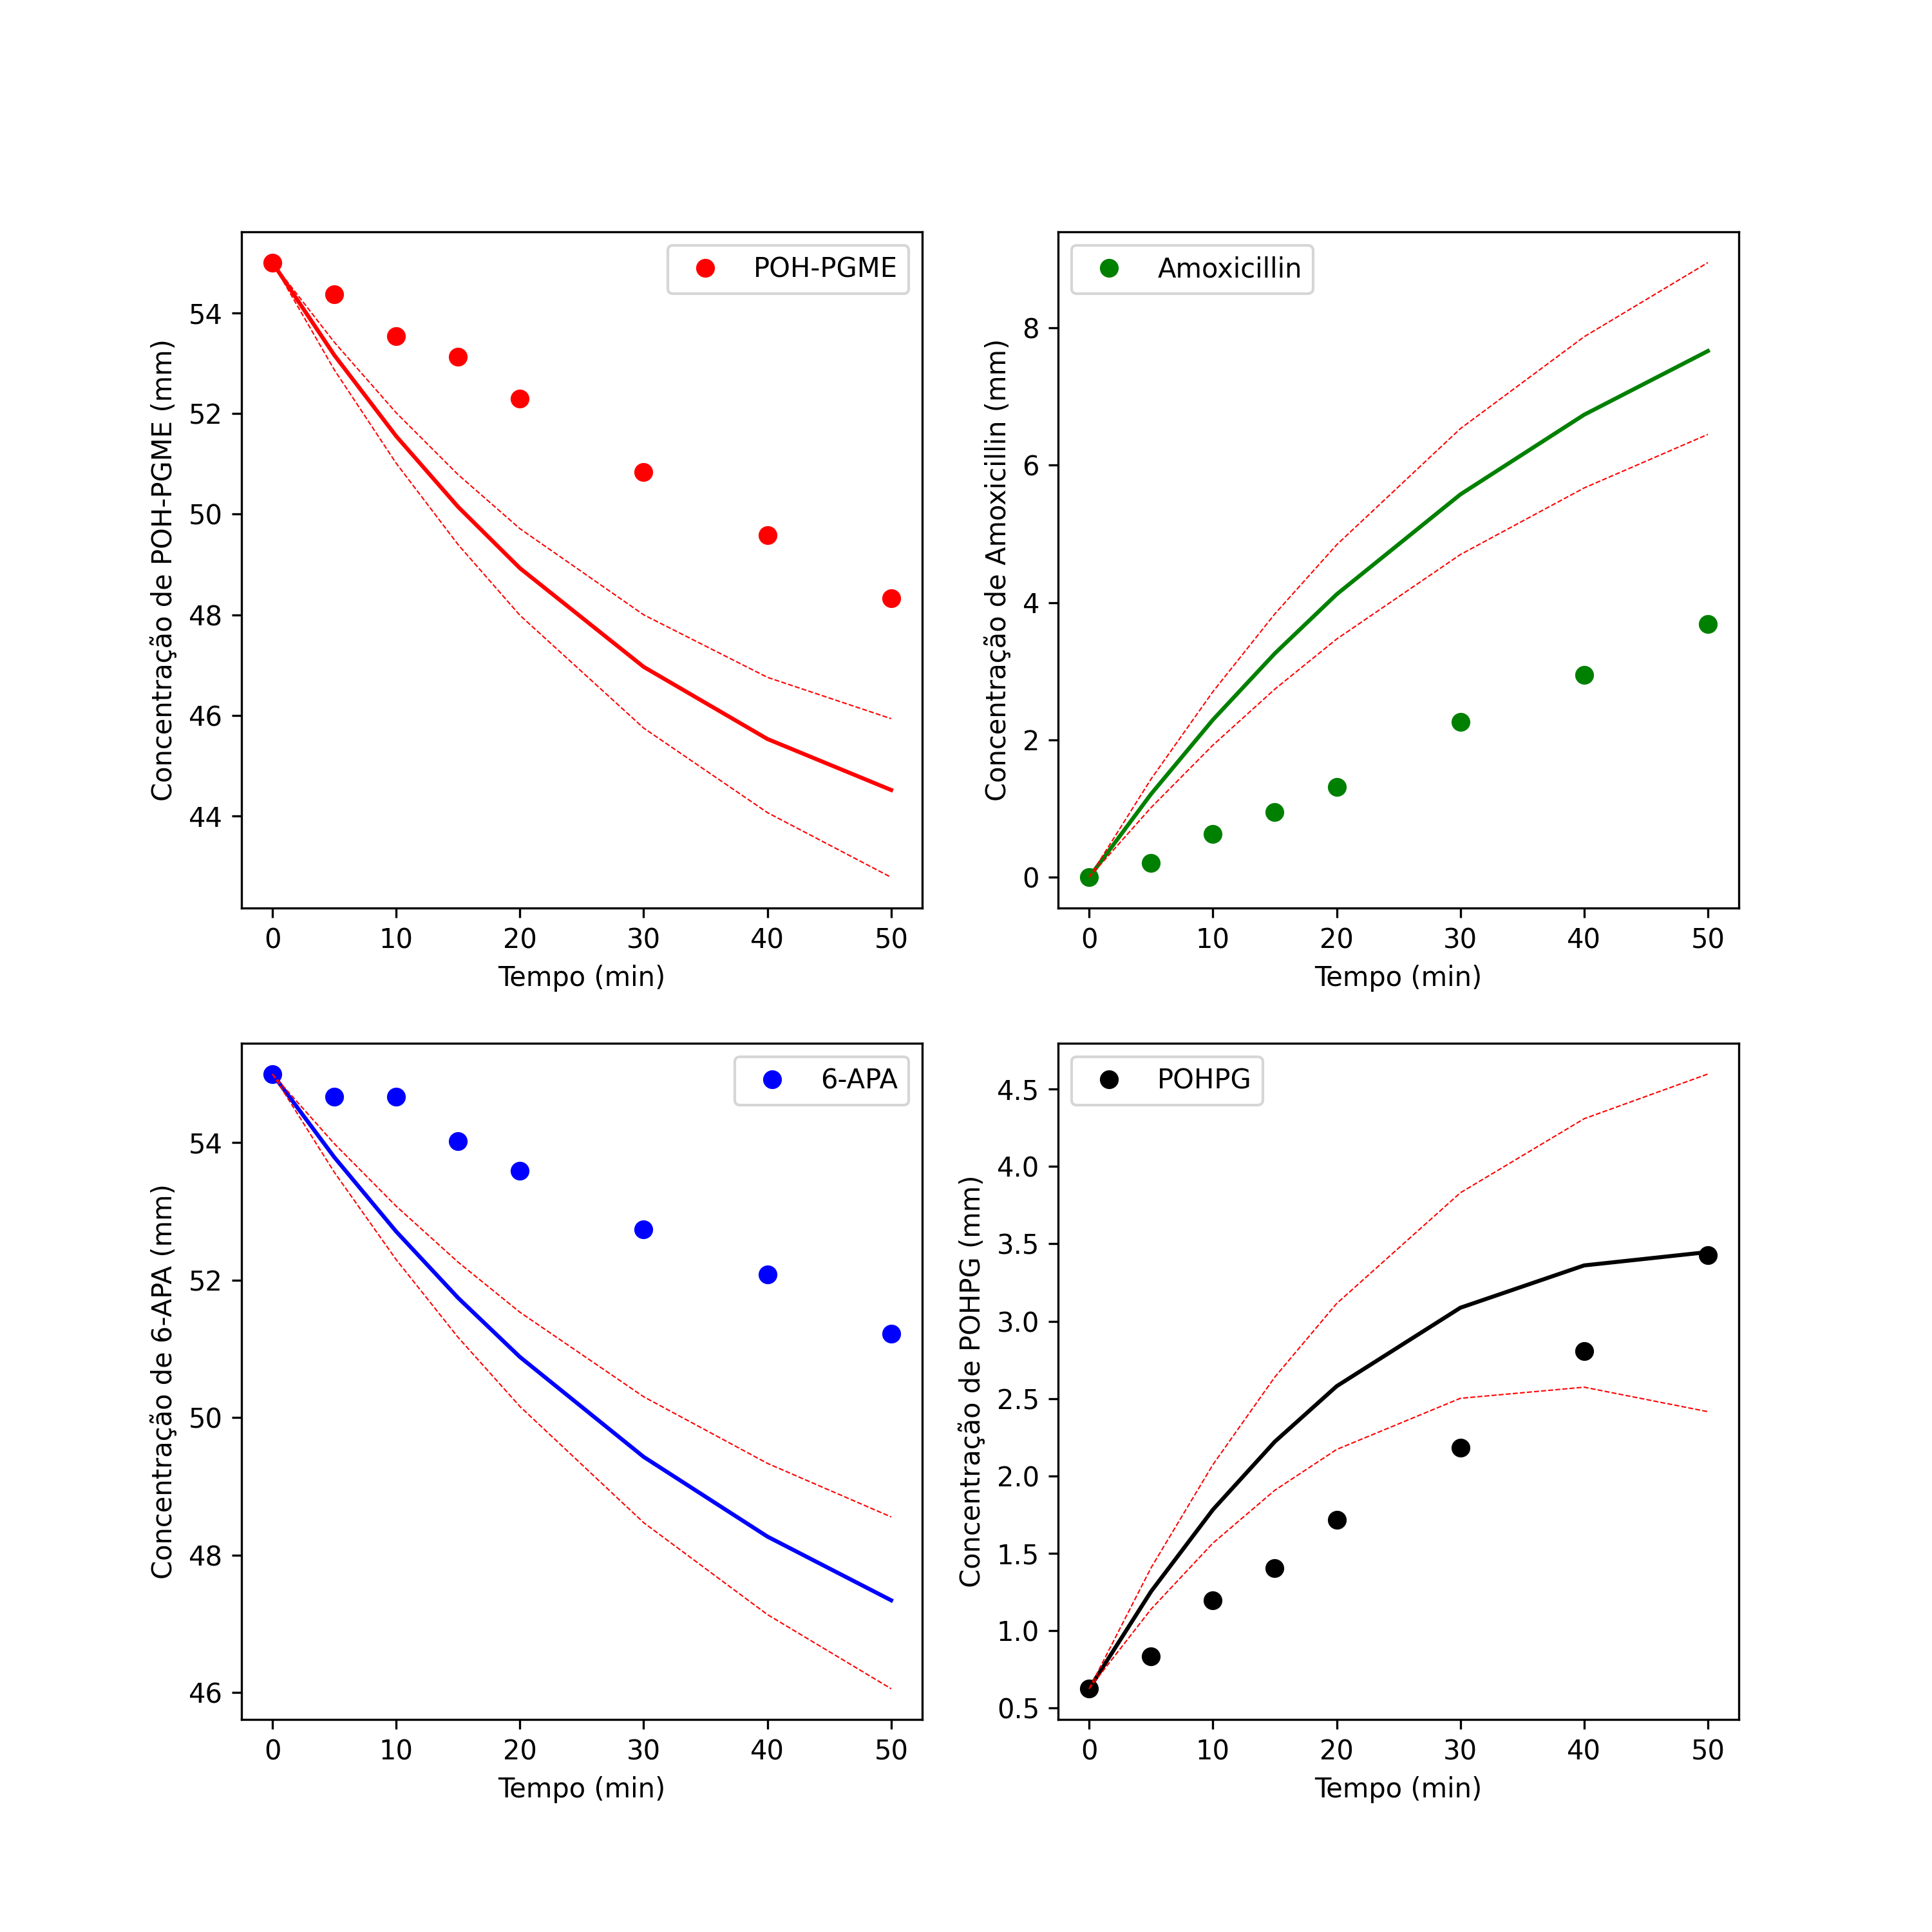 POH-PGME
Concentração de POH-PGME (mm)
54
52
50
48
46
44
0 10 20 30 40 50
Tempo (min)
Amoxicillin
Concentração de Amoxicillin (mm)
8
6
4
2
0
0 10 20 30 40 50
Tempo (min)
6-APA
Concentração de 6-APA (mm)
54
52
50
48
46
0 10 20 30 40 50
Tempo (min)
POHPG
Concentração de POHPG (mm)
4.5
4.0
3.5
3.0
2.5
2.0
1.5
1.0
0.5
0 10 20 30 40 50
Tempo (min)